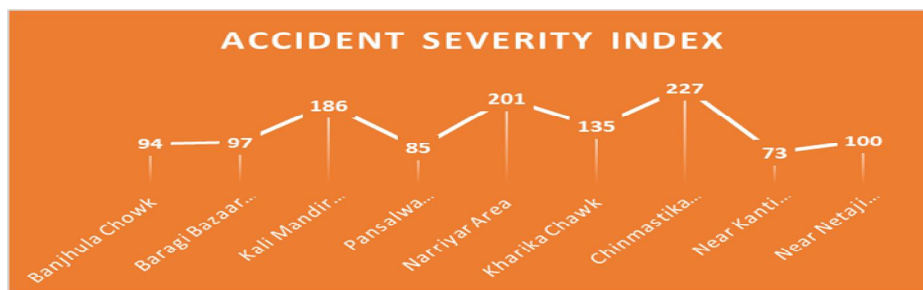 ACCIDENT SEVERITY INDEX
94
97
186
85
201
135
227
73
100
Banjhula Chowk
Baragi Bazaar...
Kali Mandir...
Pansalwa...
Narriyar Area
Kharika Chawk
Chinmastika...
Near Kanti...
Near Netaji...